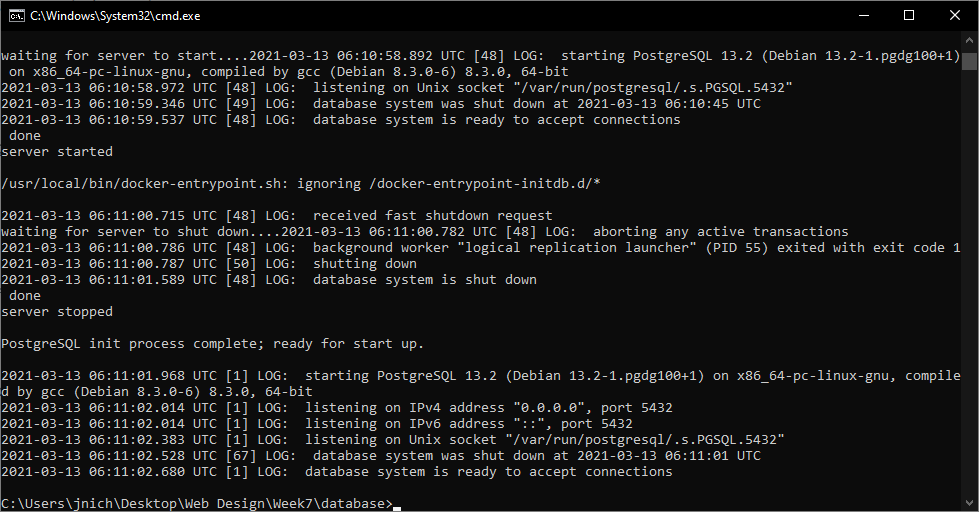 C:\Windows\System32\cmd.exe
waiting for server to start....2021-03-13 06:10:58.892 UTC [48] LOG:  starting PostgreSQL 13.2 (Debian 13.2-1.pgdg100+1)
 on x86_64-pc-linux-gnu, compiled by gcc (Debian 8.3.0-6) 8.3.0, 64-bit
2021-03-13 06:10:58.972 UTC [48] LOG:  listening on Unix socket "/var/run/postgresql/.s.PGSQL.5432"
2021-03-13 06:10:59.346 UTC [49] LOG:  database system was shut down at 2021-03-13 06:10:45 UTC
2021-03-13 06:10:59.537 UTC [48] LOG:  database system is ready to accept connections
 done
server started
/usr/local/bin/docker-entrypoint.sh: ignoring /docker-entrypoint-initdb.d/*
2021-03-13 06:11:00.715 UTC [48] LOG:  received fast shutdown request
waiting for server to shut down....2021-03-13 06:11:00.782 UTC [48] LOG:  aborting any active transactions
2021-03-13 06:11:00.786 UTC [48] LOG:  background worker "logical replication launcher" (PID 55) exited with exit code 1
2021-03-13 06:11:00.787 UTC [50] LOG:  shutting down
2021-03-13 06:11:01.589 UTC [48] LOG:  database system is shut down
 done
server stopped
PostgreSQL init process complete; ready for start up.
2021-03-13 06:11:01.968 UTC [1] LOG:  starting PostgreSQL 13.2 (Debian 13.2-1.pgdg100+1) on x86_64-pc-linux-gnu, compile
d by gcc (Debian 8.3.0-6) 8.3.0, 64-bit
2021-03-13 06:11:02.014 UTC [1] LOG:  listening on IPv4 address "0.0.0.0", port 5432
2021-03-13 06:11:02.014 UTC [1] LOG:  listening on IPv6 address "::", port 5432
2021-03-13 06:11:02.383 UTC [1] LOG:  listening on Unix socket "/var/run/postgresql/.s.PGSQL.5432"
2021-03-13 06:11:02.528 UTC [67] LOG:  database system was shut down at 2021-03-13 06:11:01 UTC
2021-03-13 06:11:02.680 UTC [1] LOG:  database system is ready to accept connections
C:\Users\jnich\Desktop\Web Design\Week7\database>